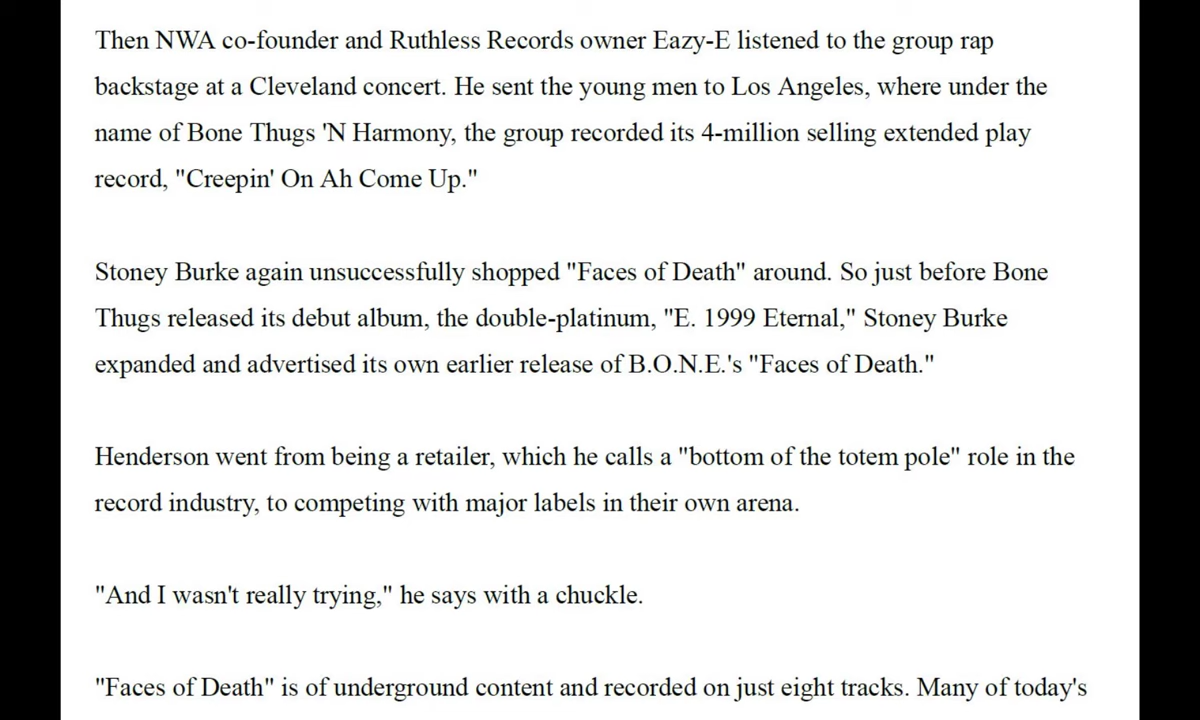 Then NWA co-founder and Ruthless Records owner Eazy-E listened to the group rap
backstage at a Cleveland concert. He sent the young men to Los Angeles, where under the
name of Bone Thugs 'N Harmony, the group recorded its 4-million selling extended play
record, "Creepin' On Ah Come Up."
Stoney Burke again unsuccessfully shopped "Faces of Death" around. So just before Bone
Thugs released its debut album, the double-platinum, "E. 1999 Eternal," Stoney Burke
expanded and advertised its own earlier release of B.O.N.E.'s "Faces of Death."
Henderson went from being a retailer, which he calls a "bottom of the totem pole" role in the
record industry, to competing with major labels in their own arena.
"And I wasn't really trying," he says with a chuckle.
"Faces of Death" is of underground content and recorded on just eight tracks. Many of today's